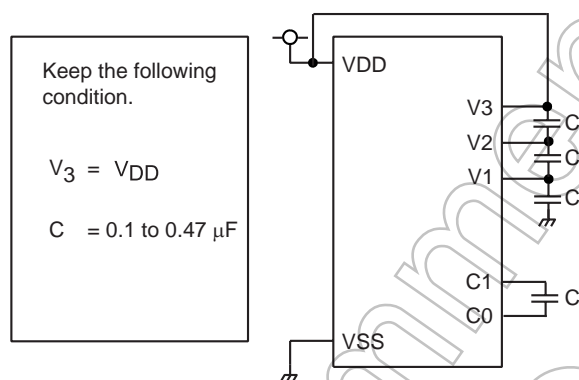 Keep the following
condition.
V3 = VDD
C = 0.1 to 0.47 μF
VDD
V3
C
V2
C
V1
C
C1
C
C0
VSS